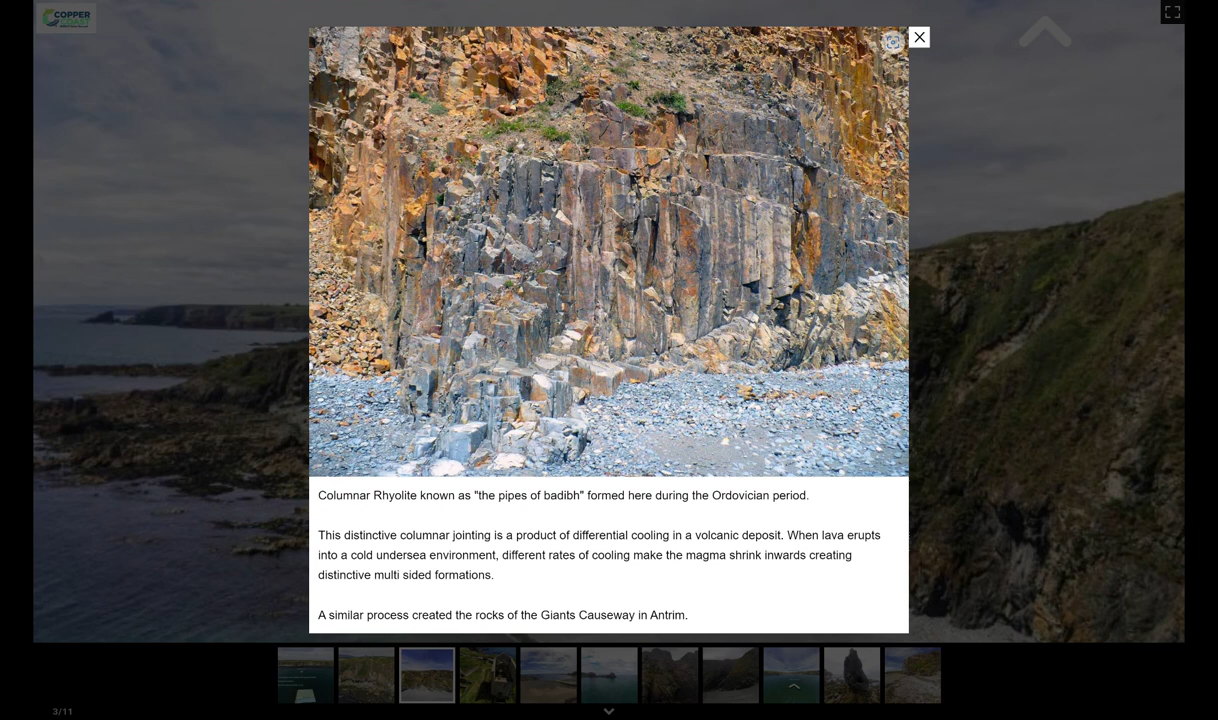 COPPER
COAST
Columnar Rhyolite known as "the pipes of badibh" formed here during the Ordovician period.
This distinctive columnar jointing is a product of differential cooling in a volcanic deposit. When lava erupts
into a cold undersea environment, different rates of cooling make the magma shrink inwards creating
distinctive multi sided formations.
A similar process created the rocks of the Giants Causeway in Antrim.
3/11